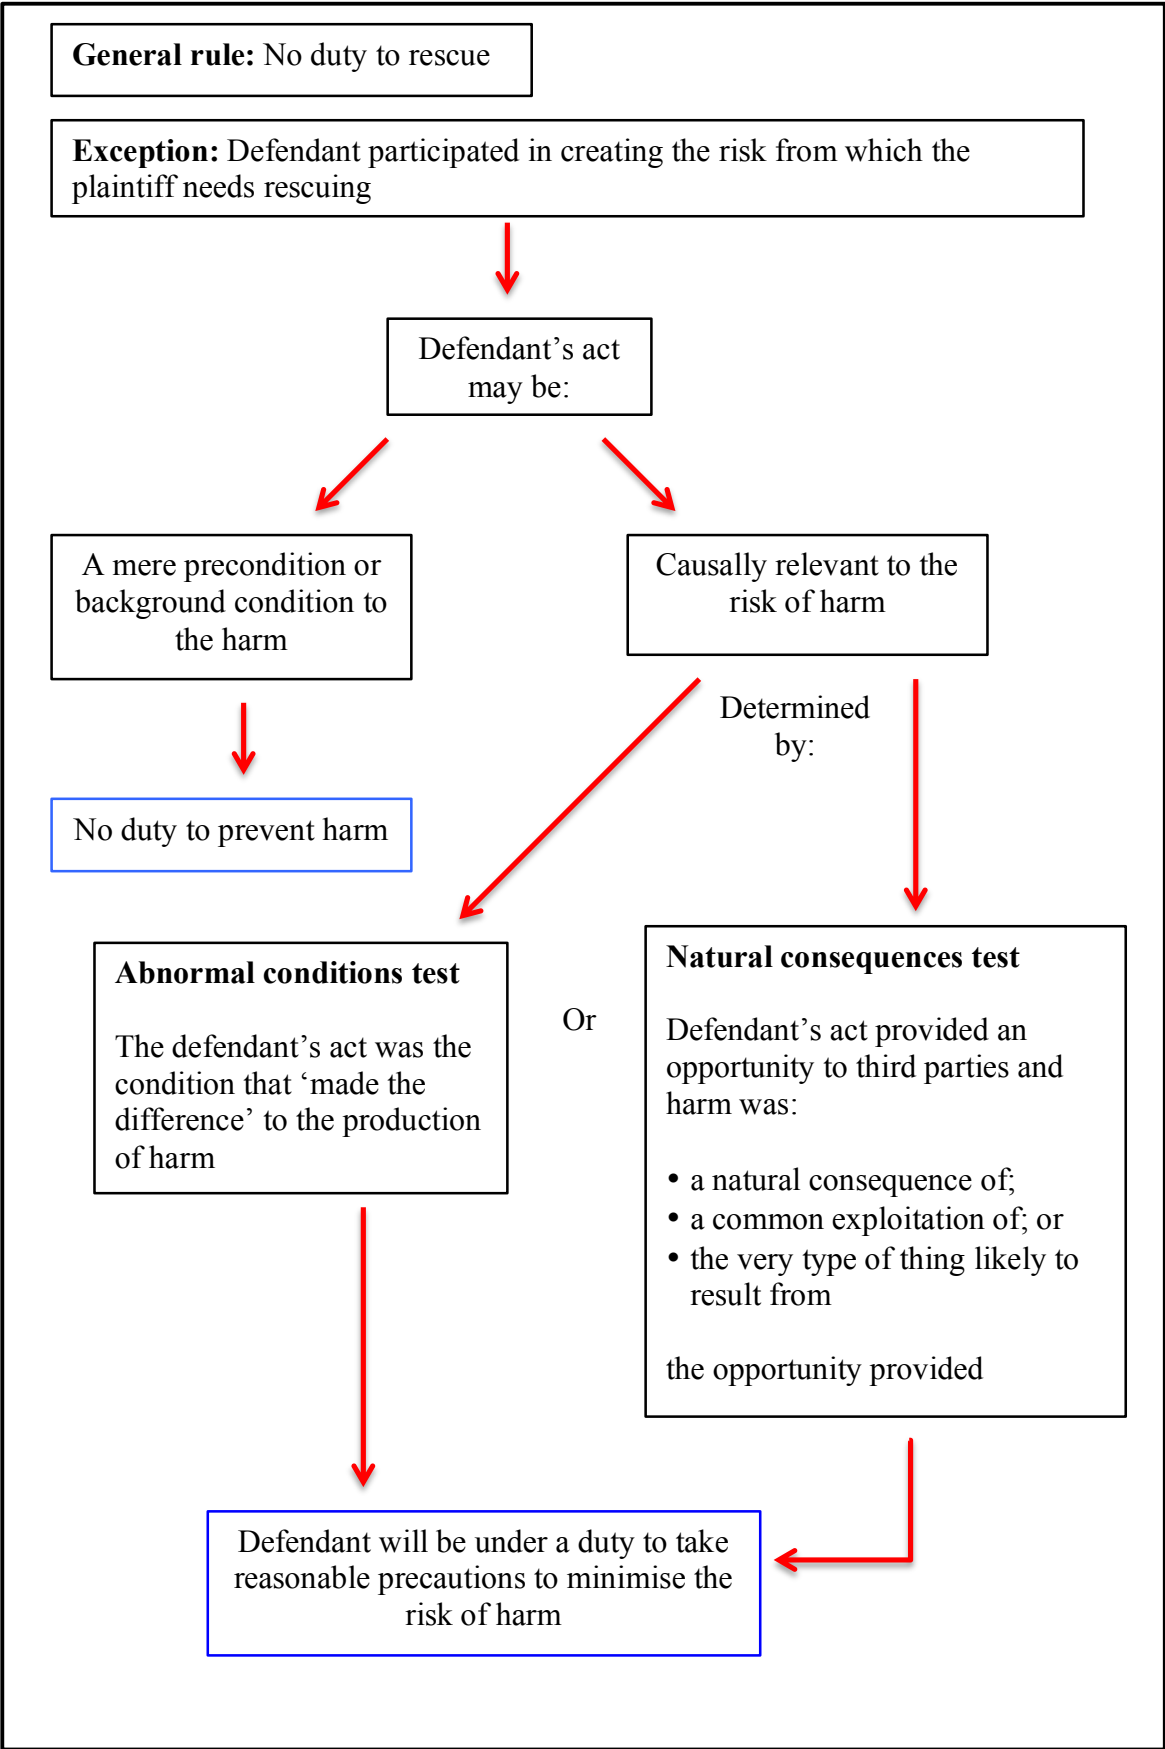 General rule: No duty to rescue
Exception: Defendant participated in creating the risk from which the
plaintiff needs rescuing
Defendant’s act
may be:
A mere precondition or
background condition to
the harm
Causally relevant to the
risk of harm
Determined
by:
No duty to prevent harm
Abnormal conditions test
The defendant’s act was the
condition that ‘made the
difference’ to the production
of harm
Or
Natural consequences test
Defendant’s act provided an
opportunity to third parties and
harm was:
• a natural consequence of;
• a common exploitation of; or
• the very type of thing likely to
result from
the opportunity provided
Defendant will be under a duty to take
reasonable precautions to minimise the
risk of harm